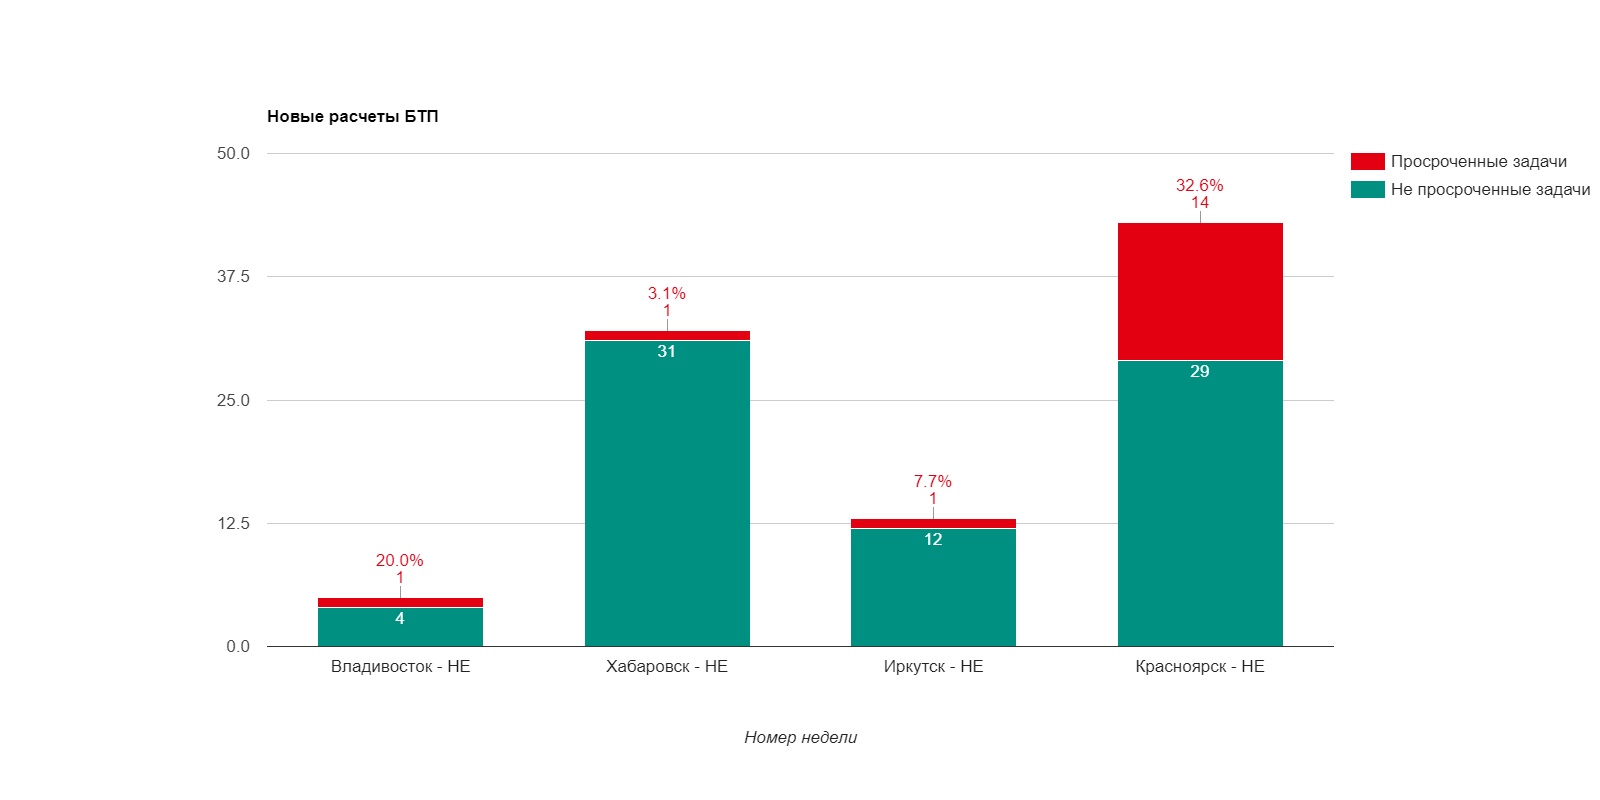 Новые расчеты БТП
50.0
37.5
25.0
12.5
0.0
20.0%
1
4
3.1%
1
31
7.7%
1
12
32.6%
14
29
Владивосток - НЕ
Хабаровск - НЕ
Иркутск - НЕ
Красноярск - НЕ
Номер недели
Просроченные задачи
Не просроченные задачи